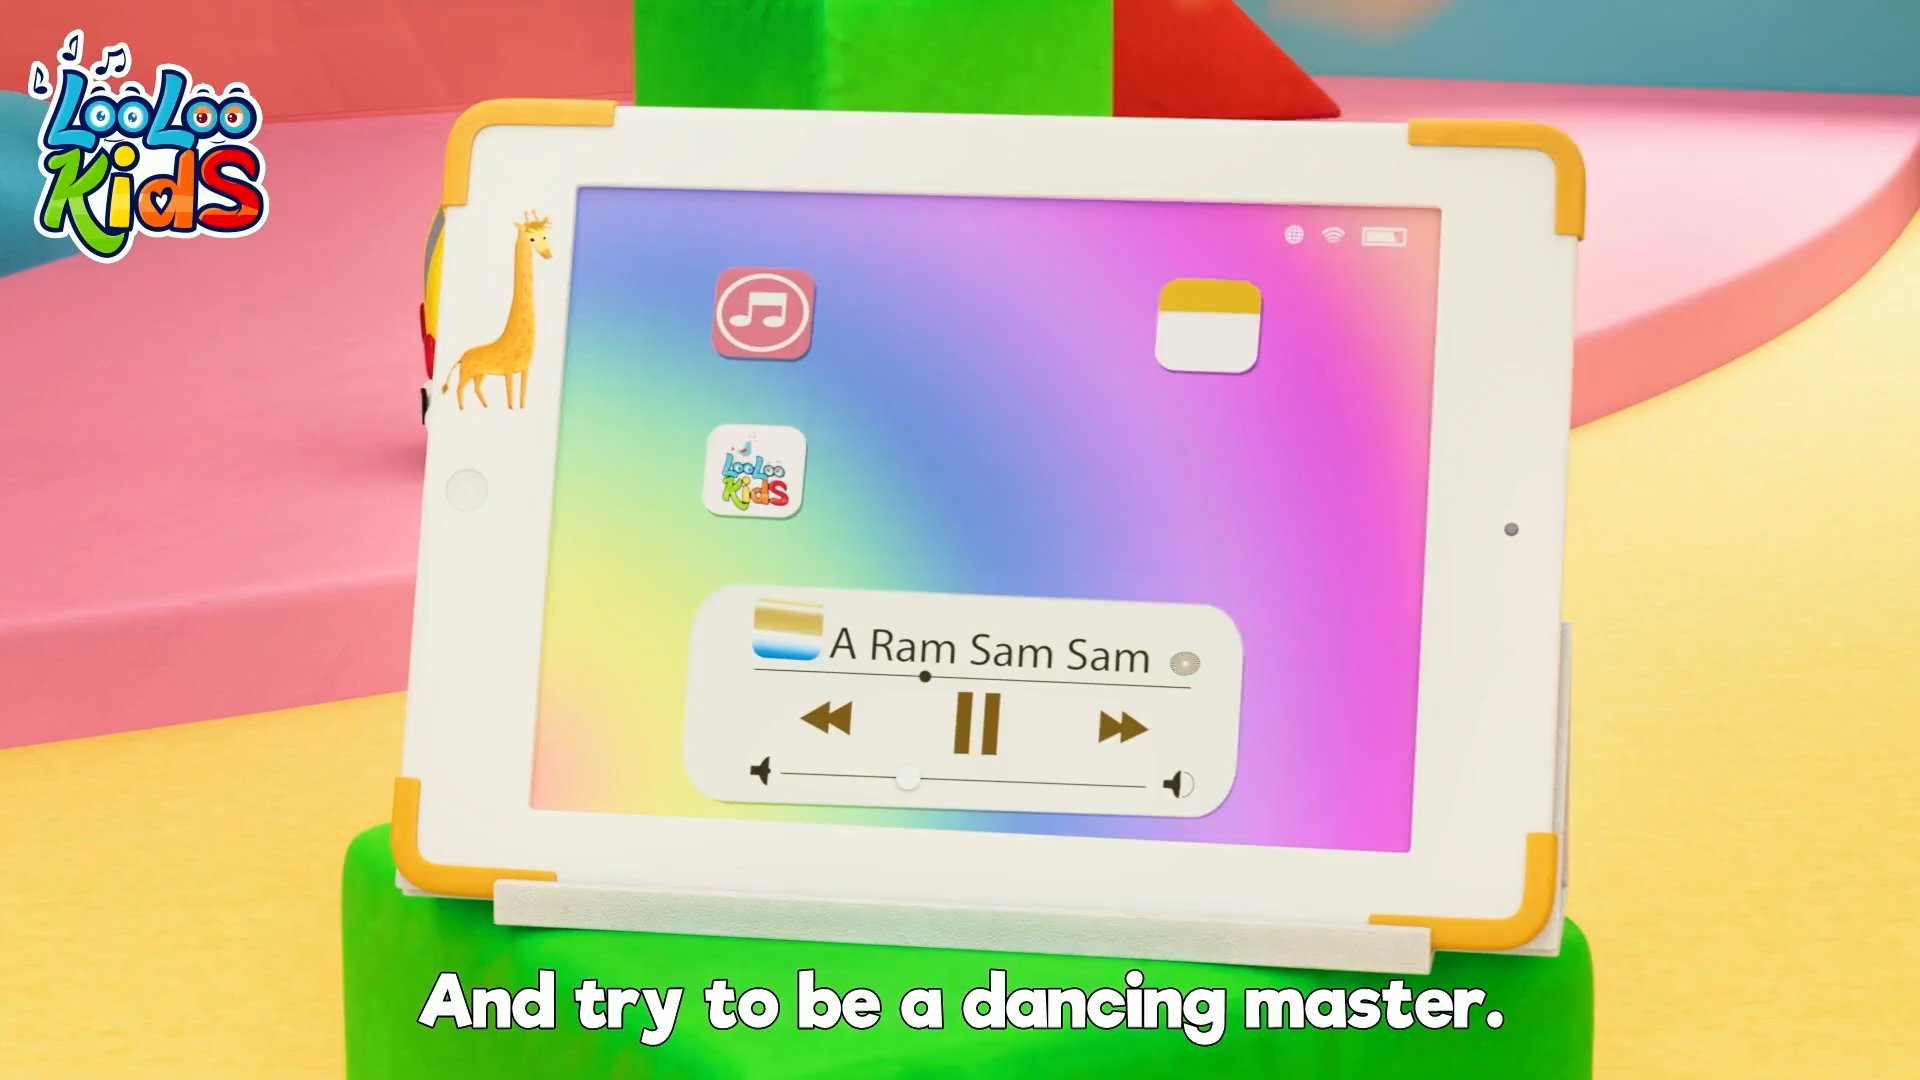 LooLoo
Kids
LooLoo
Kids
A Ram Sam Sam
And try to be a dancing master.